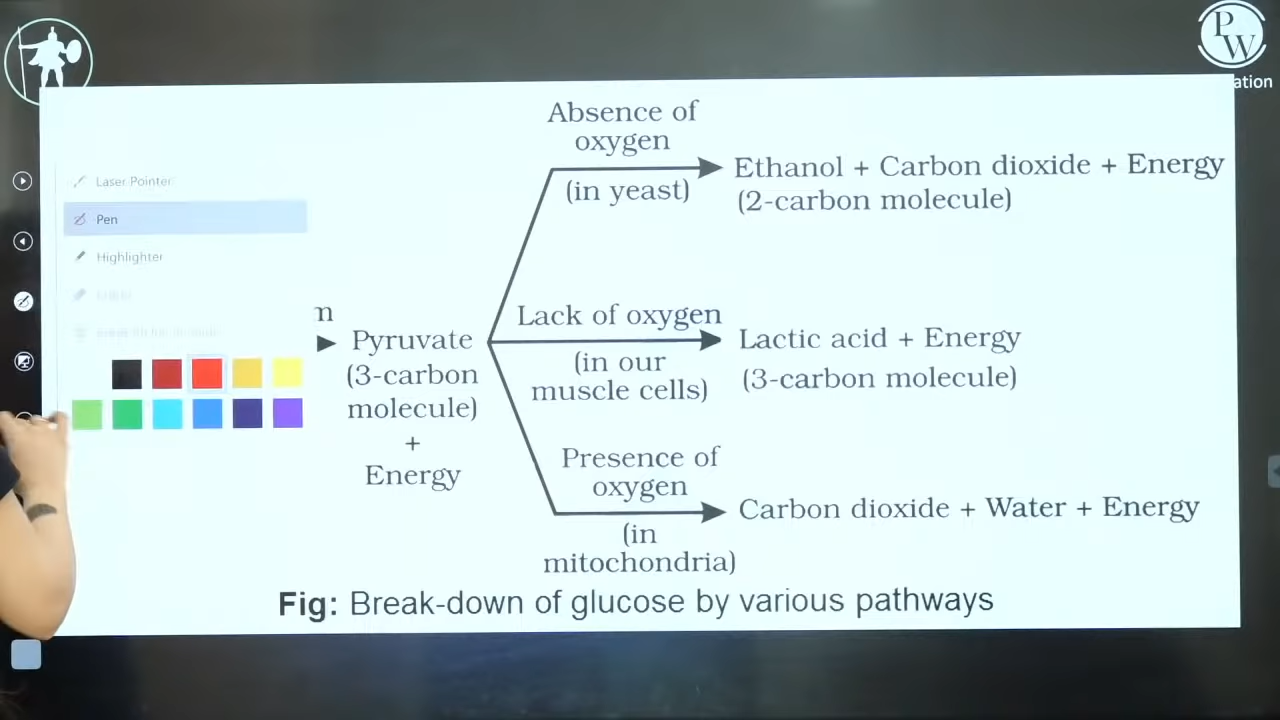 PW
ation
Laser Pointer
Pen
Highlighter
Absence of
oxygen
(in yeast)
Ethanol + Carbon dioxide + Energy
(2-carbon molecule)
m
Pyruvate
(3-carbon
molecule)
+
Energy
Lack of oxygen
(in our
muscle cells)
Lactic acid + Energy
(3-carbon molecule)
Presence of
oxygen
(in
mitochondria)
Carbon dioxide + Water + Energy
Fig: Break-down of glucose by various pathways